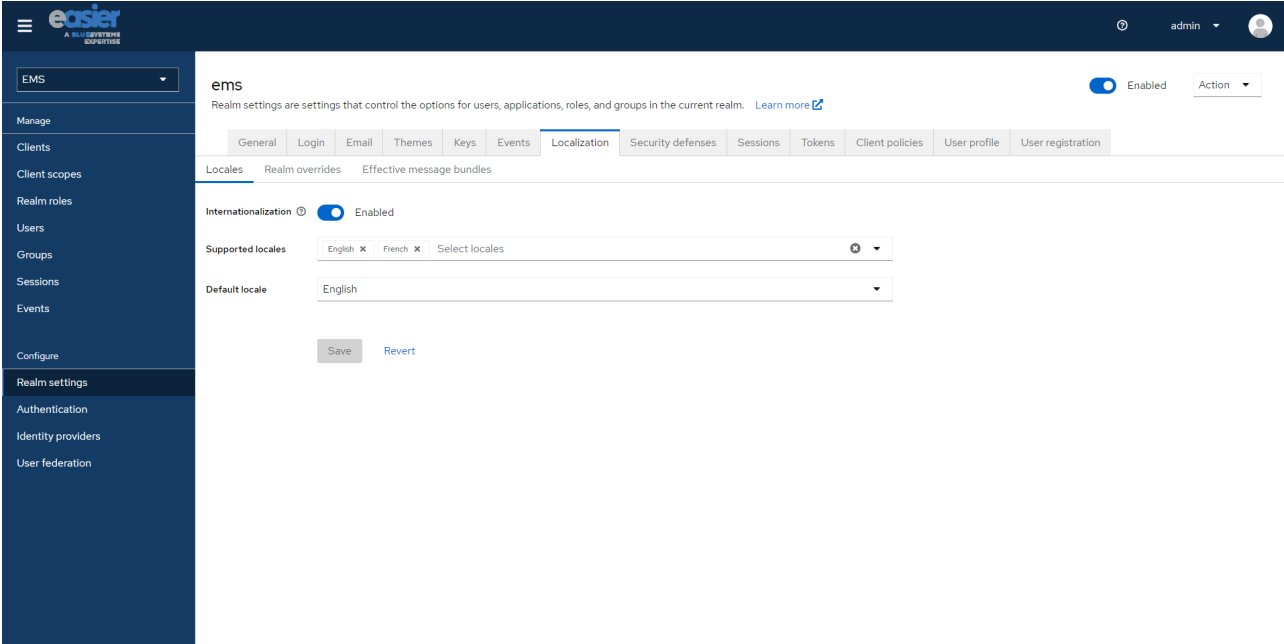 easier
A BLUESYSTEMS
EXPERTISE
admin
EMS
Manage
Clients
Client scopes
Realm roles
Users
Groups
Sessions
Events
Configure
Realm settings
Authentication
Identity providers
User federation
ems
Enabled
Action
Realm settings are settings that control the options for users, applications, roles, and groups in the current realm. Learn more
General Login Email Themes Keys Events Localization Security defenses Sessions Tokens Client policies User profile User registration
Locales Realm overrides Effective message bundles
Internationalization Enabled
Supported locales English French Select locales
Default locale English
Save Revert